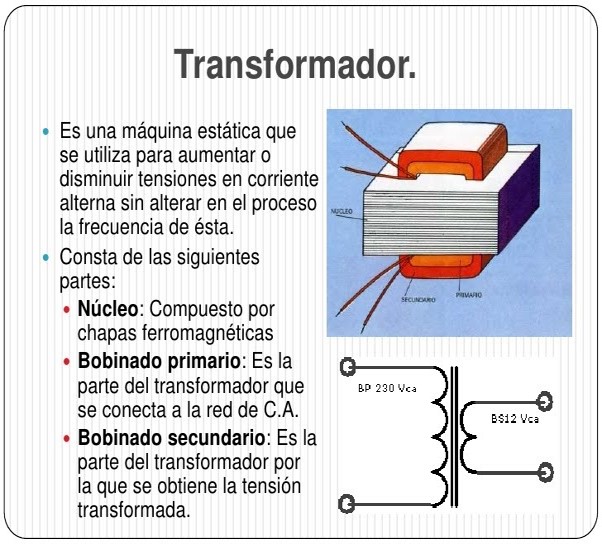 Transformador.
• Es una máquina estática que
se utiliza para aumentar o
disminuir tensiones en corriente
alterna sin alterar en el proceso
la frecuencia de ésta.
• Consta de las siguientes
partes:
• Núcleo: Compuesto por
chapas ferromagnéticas
• Bobinado primario: Es la
parte del transformador que
se conecta a la red de C.A.
• Bobinado secundario: Es la
parte del transformador por
la que se obtiene la tensión
transformada.
NÚCLEO
SECUNDARIO
PRIMARIO
BP 230 Vca
BS12 Vca